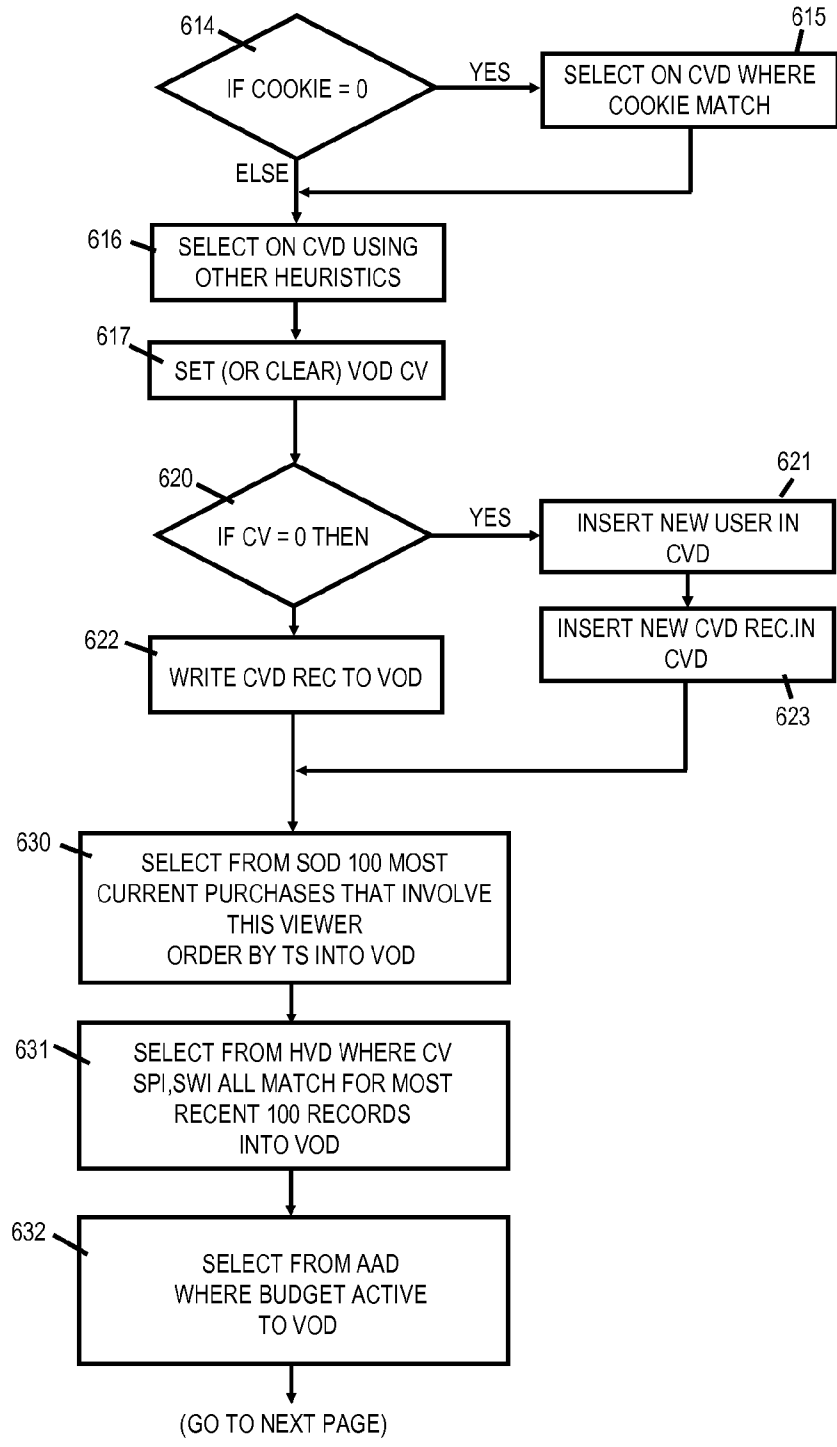 614
IF COOKIE = 0
YES
615
SELECT ON CVD WHERE
COOKIE MATCH
ELSE
616
SELECT ON CVD USING
OTHER HEURISTICS
617
SET (OR CLEAR) VOD CV
620
IF CV = 0 THEN
YES
621
INSERT NEW USER IN
CVD
622
WRITE CVD REC TO VOD
INSERT NEW CVD REC.IN
CVD
623
630
SELECT FROM SOD 100 MOST
CURRENT PURCHASES THAT INVOLVE
THIS VIEWER
ORDER BY TS INTO VOD
631
SELECT FROM HVD WHERE CV
SPI,SWI ALL MATCH FOR MOST
RECENT 100 RECORDS
INTO VOD
632
SELECT FROM AAD
WHERE BUDGET ACTIVE
TO VOD
(GO TO NEXT PAGE)